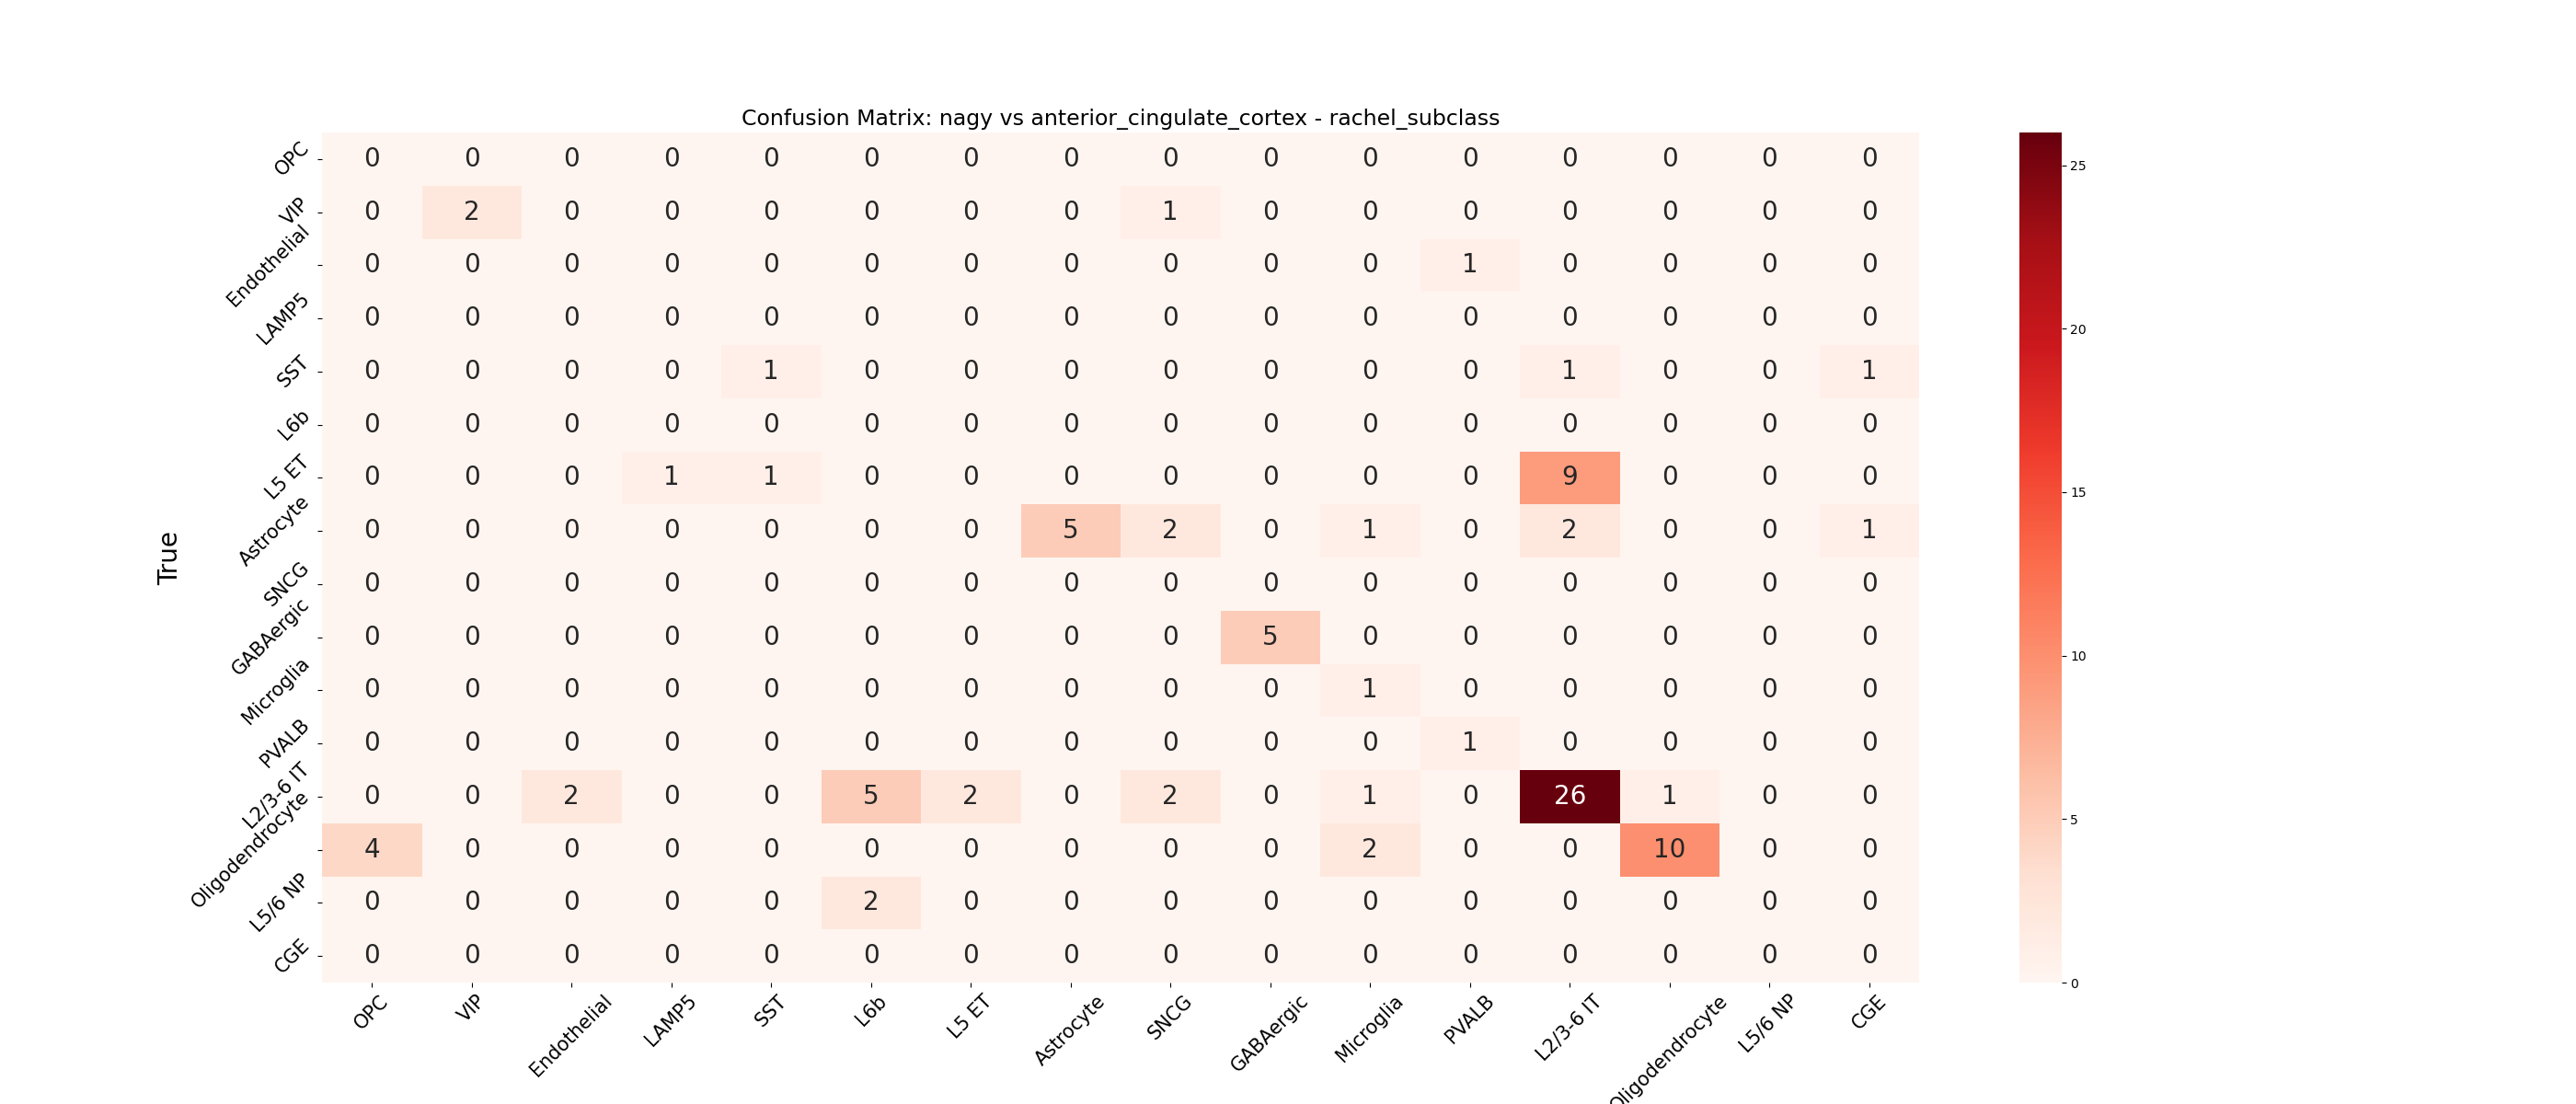 Confusion Matrix: nagy vs anterior_cingulate_cortex - rachel_subclass
True
OPC 0 0 0 0 0 0 0 0 0 0 0 0 0 0 0 0
VIP 0 2 0 0 0 0 0 0 1 0 0 0 0 0 0 0
Endothelial 0 0 0 0 0 0 0 0 0 0 0 1 0 0 0 0
LAMP5 0 0 0 0 0 0 0 0 0 0 0 0 0 0 0 0
SST 0 0 0 0 1 0 0 0 0 0 0 0 1 0 0 1
L6b 0 0 0 0 0 0 0 0 0 0 0 0 0 0 0 0
L5 ET 0 0 0 1 1 0 0 0 0 0 0 0 9 0 0 0
Astrocyte 0 0 0 0 0 0 0 5 2 0 1 0 2 0 0 1
SNCG 0 0 0 0 0 0 0 0 0 0 0 0 0 0 0 0
GABAergic 0 0 0 0 0 0 0 0 0 5 0 0 0 0 0 0
Microglia 0 0 0 0 0 0 0 0 0 0 1 0 0 0 0 0
PVALB 0 0 0 0 0 0 0 0 0 0 0 1 0 0 0 0
L2/3-6 IT 0 0 2 0 0 5 2 0 2 0 1 0 26 1 0 0
Oligodendrocyte 4 0 0 0 0 0 0 0 0 0 2 0 0 10 0 0
L5/6 NP 0 0 0 0 0 2 0 0 0 0 0 0 0 0 0 0
CGE 0 0 0 0 0 0 0 0 0 0 0 0 0 0 0 0
OPC VIP Endothelial LAMP5 SST L6b L5 ET Astrocyte SNCG GABAergic Microglia PVALB L2/3-6 IT Oligodendrocyte L5/6 NP CGE
25
20
15
10
5
0